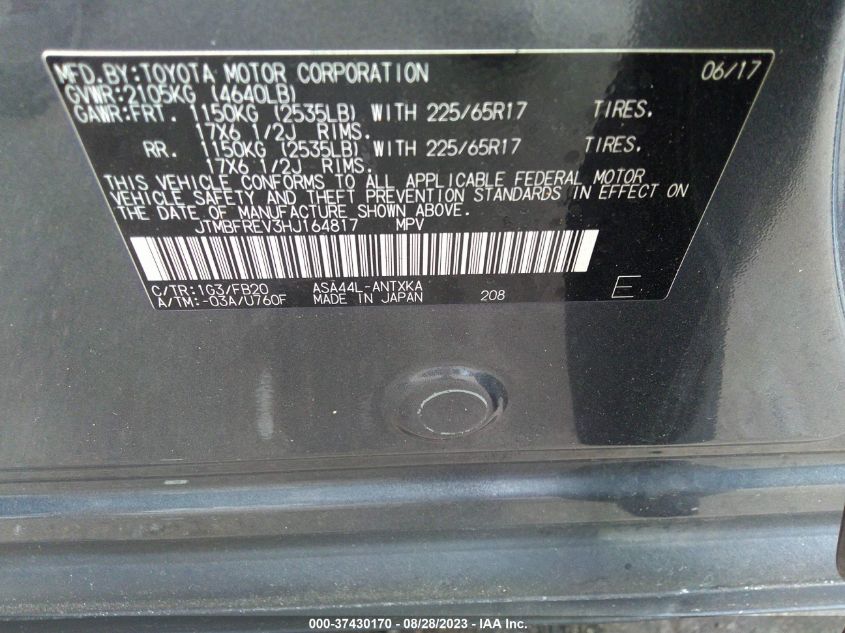 MFD.BY:TOYOTA MOTOR CORPORATION 06/17
GVWR:2105KG (4640LB)
GAWR:FRT. 1150KG (2535LB) WITH 225/65R17 TIRES.
17X6 1/2J RIMS.
RR. 1150KG (2535LB) WITH 225/65R17 TIRES.
17X6 1/2J RIMS.
THIS VEHICLE CONFORMS TO ALL APPLICABLE FEDERAL MOTOR
VEHICLE SAFETY AND THEFT PREVENTION STANDARDS IN EFFECT ON
THE DATE OF MANUFACTURE SHOWN ABOVE.
JTMBFREV3HJ164817 MPV
C/TR:1G3/FB20 ASA44L-ANTXKA
A/TM:-03A/U760F MADE IN JAPAN 208 E
000-37430170 — 08/28/2023 — © IAA Inc.